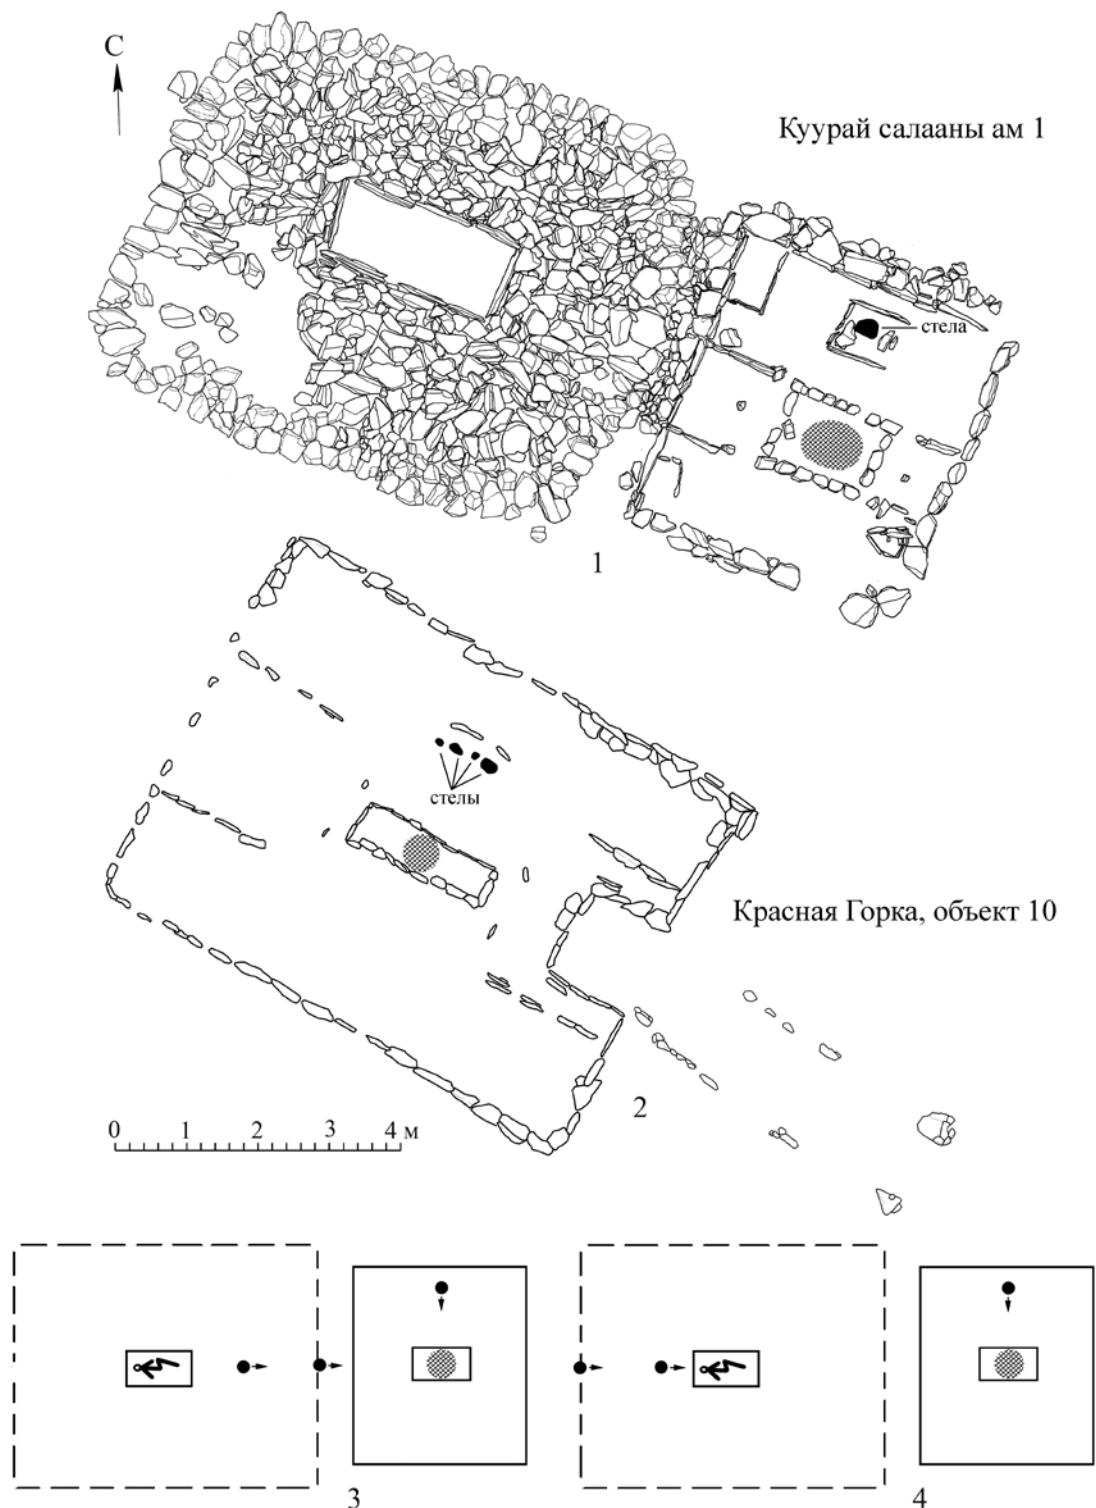 С
Куурай салааны ам 1
стела
1
стелы
Красная Горка, объект 10
2
0 1 2 3 4 м
3 4